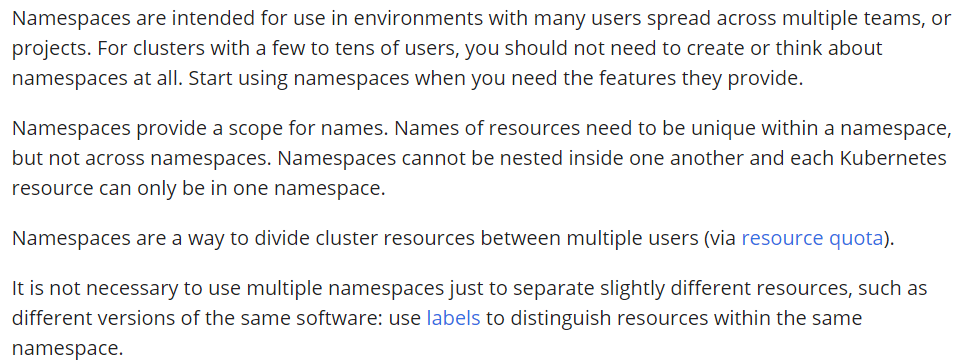 Namespaces are intended for use in environments with many users spread across multiple teams, or
projects. For clusters with a few to tens of users, you should not need to create or think about
namespaces at all. Start using namespaces when you need the features they provide.
Namespaces provide a scope for names. Names of resources need to be unique within a namespace,
but not across namespaces. Namespaces cannot be nested inside one another and each Kubernetes
resource can only be in one namespace.
Namespaces are a way to divide cluster resources between multiple users (via resource quota).
It is not necessary to use multiple namespaces just to separate slightly different resources, such as
different versions of the same software: use labels to distinguish resources within the same
namespace.